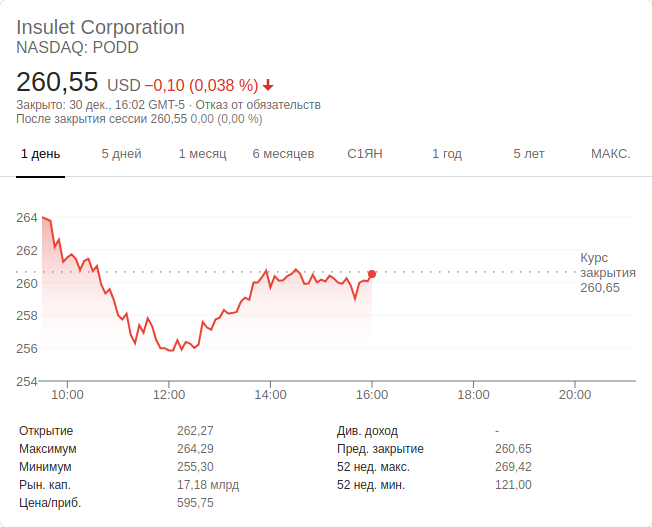 Insulet Corporation
NASDAQ: PODD
260,55 USD −0,10 (0,038 %)
Закрыто: 30 дек., 16:02 GMT-5 · Отказ от обязательств
После закрытия сессии 260,55 0,00 (0,00 %)
1 день 5 дней 1 месяц 6 месяцев С1ЯН 1 год 5 лет МАКС.
264
262
260
258
256
254
Курс
закрытия
260,65
10:00 12:00 14:00 16:00 18:00 20:00
Открытие 262,27 Див. доход -
Максимум 264,29 Пред. закрытие 260,65
Минимум 255,30 52 нед. макс. 269,42
Рын. кап. 17,18 млрд 52 нед. мин. 121,00
Цена/приб. 595,75